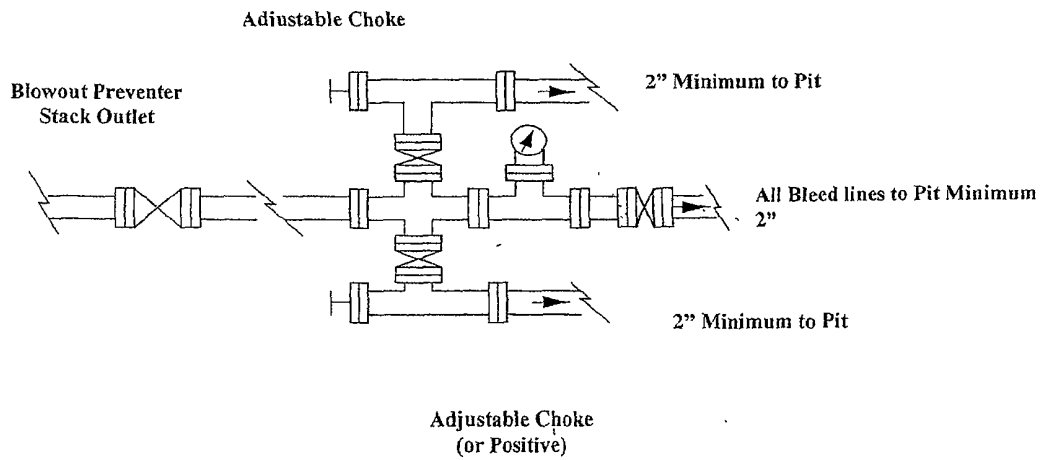 Adjustable Choke
2” Minimum to Pit
Blowout Preventer
Stack Outlet
All Bleed lines to Pit Minimum
2”
2” Minimum to Pit
Adjustable Choke
(or Positive)